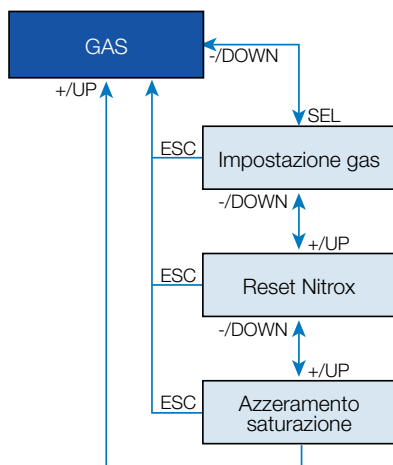 GAS
-/DOWN
+/UP
SEL
ESC
Impostazione gas
-/DOWN
+/UP
ESC
Reset Nitrox
-/DOWN
+/UP
ESC
Azzeramento
saturazione